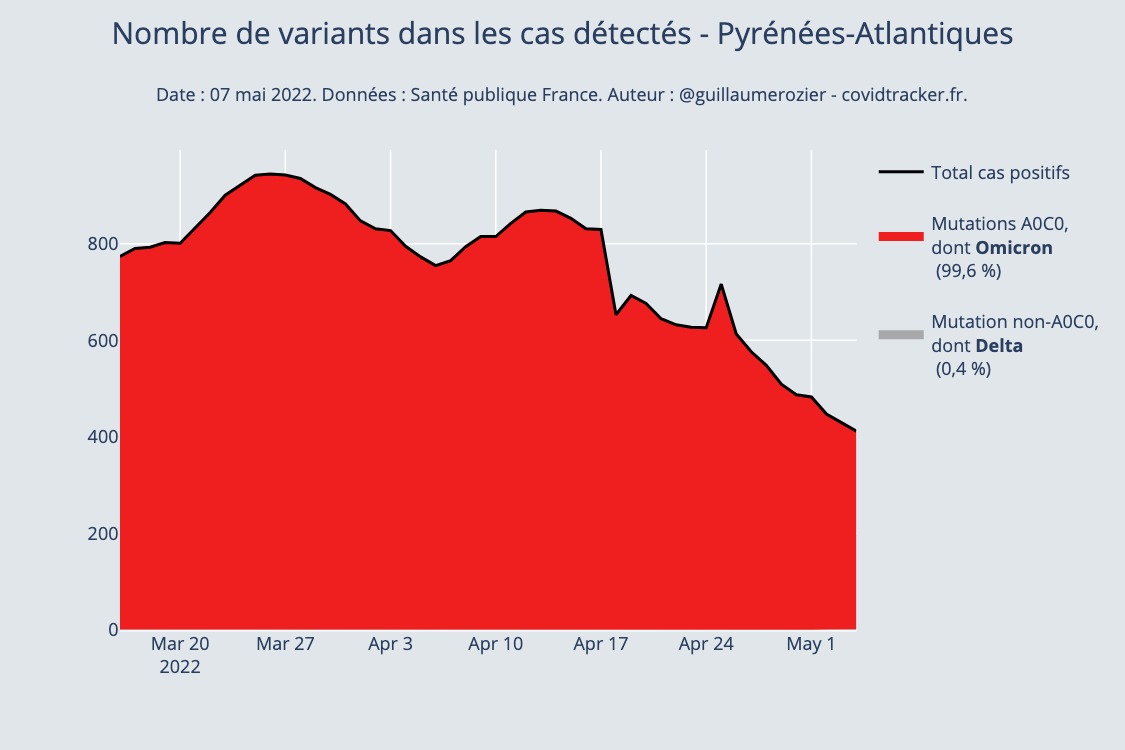 Nombre de variants dans les cas détectés - Pyrénées-Atlantiques
Date : 07 mai 2022. Données : Santé publique France. Auteur : @guillaumerozier - covidtracker.fr.
Total cas positifs
Mutations A0C0,
dont Omicron
(99,6 %)
Mutation non-A0C0,
dont Delta
(0,4 %)
800
600
400
200
0
Mar 20
2022
Mar 27
Apr 3
Apr 10
Apr 17
Apr 24
May 1